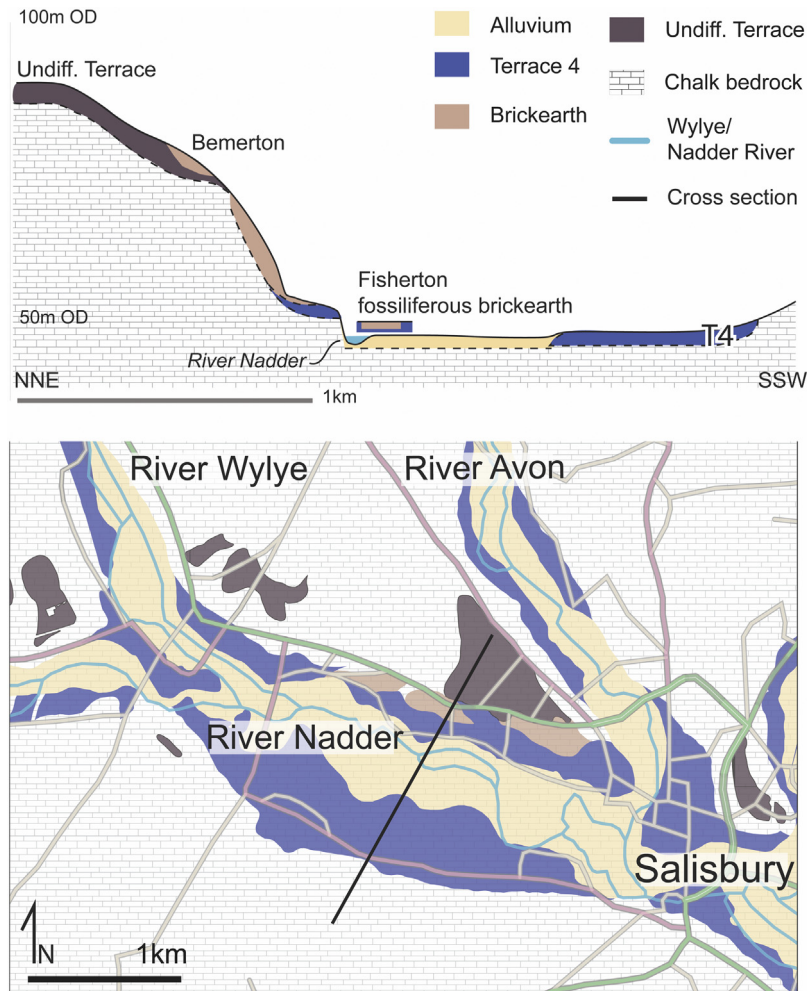 100m OD
Undiff. Terrace
Bemerton
Alluvium
Terrace 4
Brickearth
Undiff. Terrace
Chalk bedrock
Wylye/
Nadder River
Cross section
Fisherton
fossiliferous brickearth
50m OD
T4
River Nadder
NNE
SSW
1km
River Wylye
River Avon
River Nadder
Salisbury
N
1km